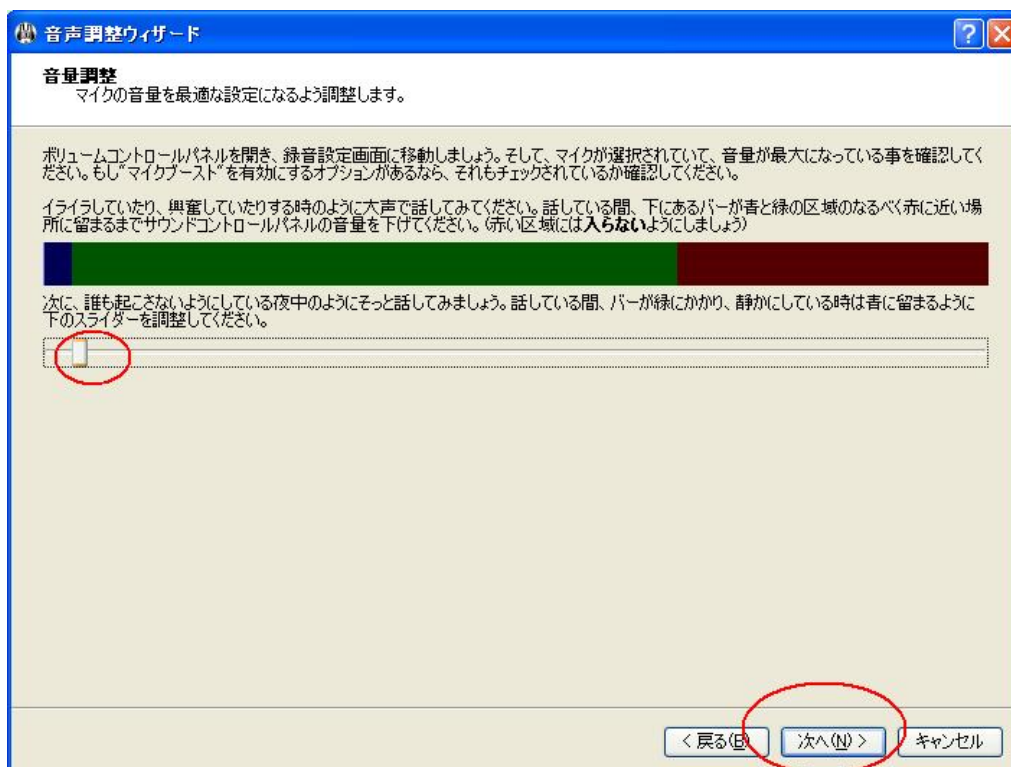 音声調整ウィザード
音量調整
マイクの音量を最適な設定になるよう調整します。
ボリュームコントロールパネルを開き、録音設定画面に移動しましょう。そして、マイクが選択されていて、音量が最大になっている事を確認してく
ださい。もし"マイクブースト"を有効にするオプションがあるなら、それもチェックされているか確認してください。
イライラしていたり、興奮していたりする時のように大声で話してみてください。話している間、下にあるバーが青と緑の区域のなるべく赤に近い場
所に留まるまでサウンドコントロールパネルの音量を下げてください。(赤い区域には入らないようにしましょう)
次に、誰も起こさないようにしている夜中のようにそっと話してみましょう。話している間、バーが緑にかかり、静かにしている時は青に留まるように
下のスライダーを調整してください。
< 戻る(B) 次へ(N) > キャンセル